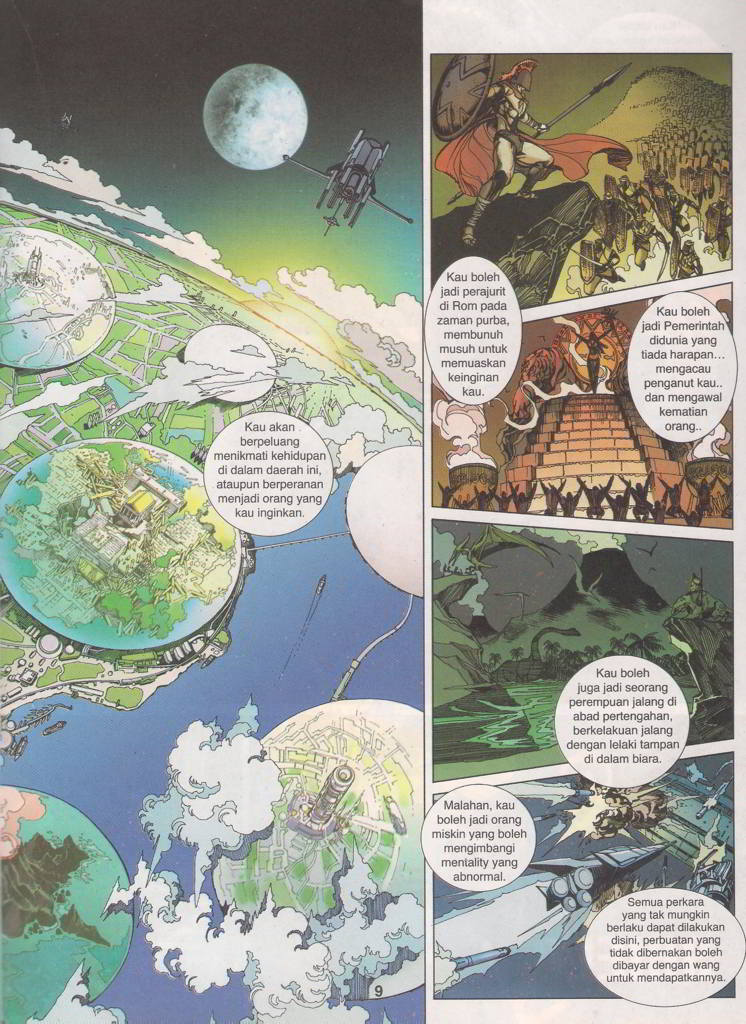 Kau akan
berpeluang
menikmati kehidupan
di dalam daerah ini,
ataupun berperanan
menjadi orang yang
kau inginkan.
Kau boleh
jadi perajurit
di Rom pada
zaman purba,
membunuh
musuh untuk
memuaskan
keinginan
kau.
Kau boleh
jadi Pemerintah
didunia yang
tiada harapan...
mengacau
penganut kau..
dan mengawal
kematian
orang..
Kau boleh
juga jadi seorang
perempuan jalang di
abad pertengahan,
berkelakuan jalang
dengan lelaki tampan
di dalam biara.
Malahan, kau
boleh jadi orang
miskin yang boleh
mengimbangi
mentality yang
abnormal.
Semua perkara
yang tak mungkin
berlaku dapat dilakukan
disini, perbuatan yang
tidak dibernakan boleh
dibayar dengan wang
untuk mendapatkannya.
9